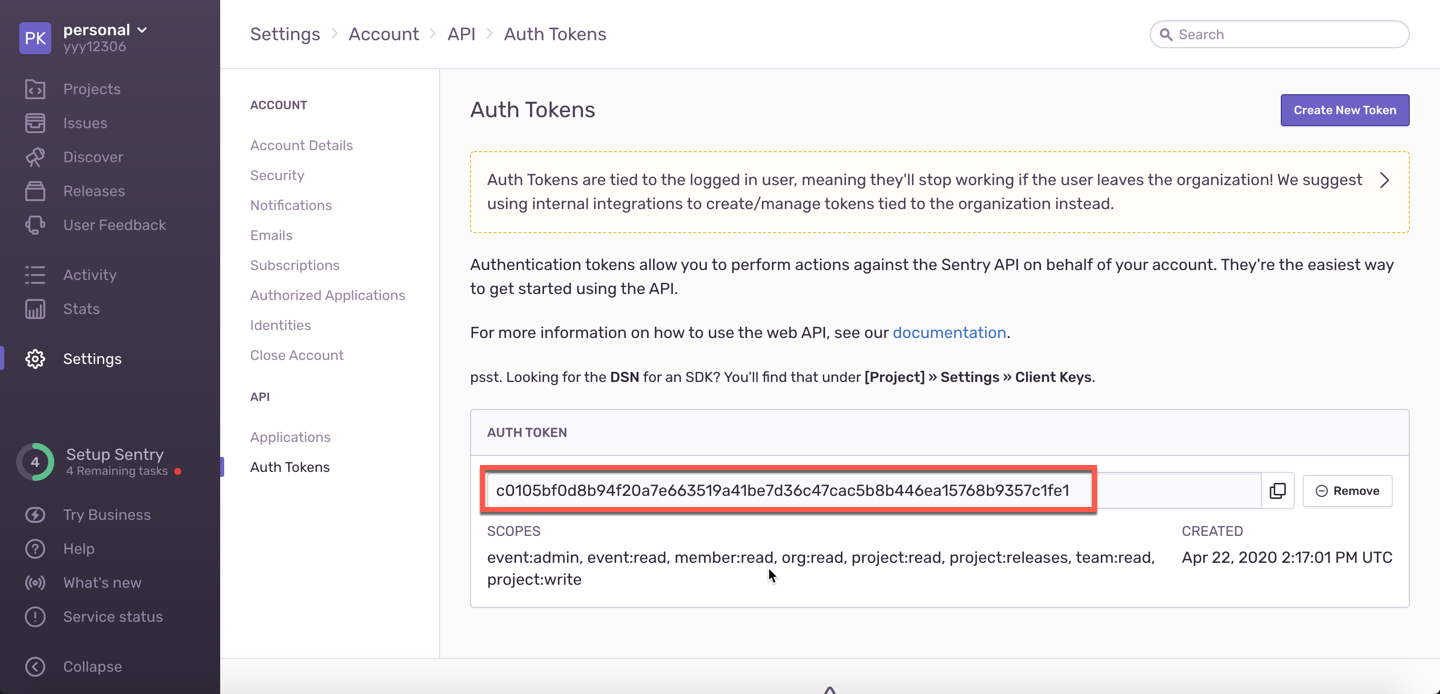 PK
personal
yyy12306
Projects
Issues
Discover
Releases
User Feedback
Activity
Stats
Settings
4
Setup Sentry
4 Remaining tasks
Try Business
Help
What's new
Service status
Collapse
Settings > Account > API > Auth Tokens
Search
ACCOUNT
Account Details
Security
Notifications
Emails
Subscriptions
Authorized Applications
Identities
Close Account
API
Applications
Auth Tokens
Auth Tokens
Create New Token
Auth Tokens are tied to the logged in user, meaning they'll stop working if the user leaves the organization! We suggest
using internal integrations to create/manage tokens tied to the organization instead.
Authentication tokens allow you to perform actions against the Sentry API on behalf of your account. They're the easiest way
to get started using the API.
For more information on how to use the web API, see our documentation.
psst. Looking for the DSN for an SDK? You'll find that under [Project] » Settings » Client Keys.
AUTH TOKEN
c0105bf0d8b94f20a7e663519a41be7d36c47cac5b8b446ea15768b9357c1fe1
Remove
SCOPES
event:admin, event:read, member:read, org:read, project:read, project:releases, team:read,
project:write
CREATED
Apr 22, 2020 2:17:01 PM UTC